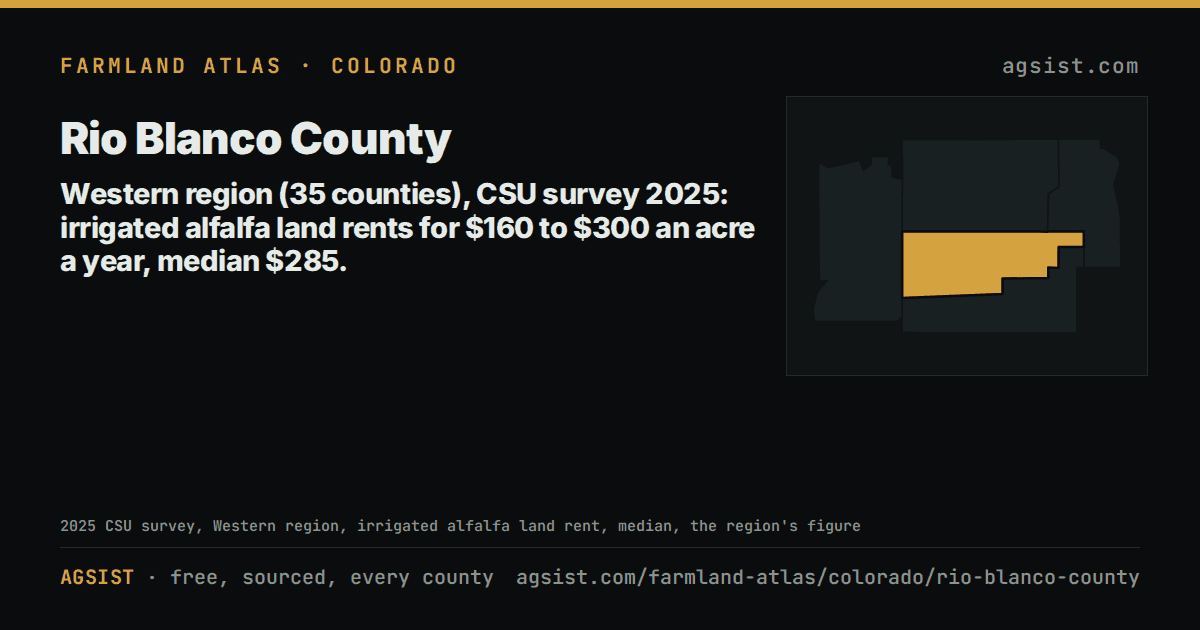 FARMLAND ATLAS · COLORADO
agsist.com
Rio Blanco County
Western region (35 counties), CSU survey 2025:
irrigated alfalfa land rents for $160 to $300 an acre
a year, median $285.
2025 CSU survey, Western region, irrigated alfalfa land rent, median, the region's figure
AGSIST · free, sourced, every county agsist.com/farmland-atlas/colorado/rio-blanco-county